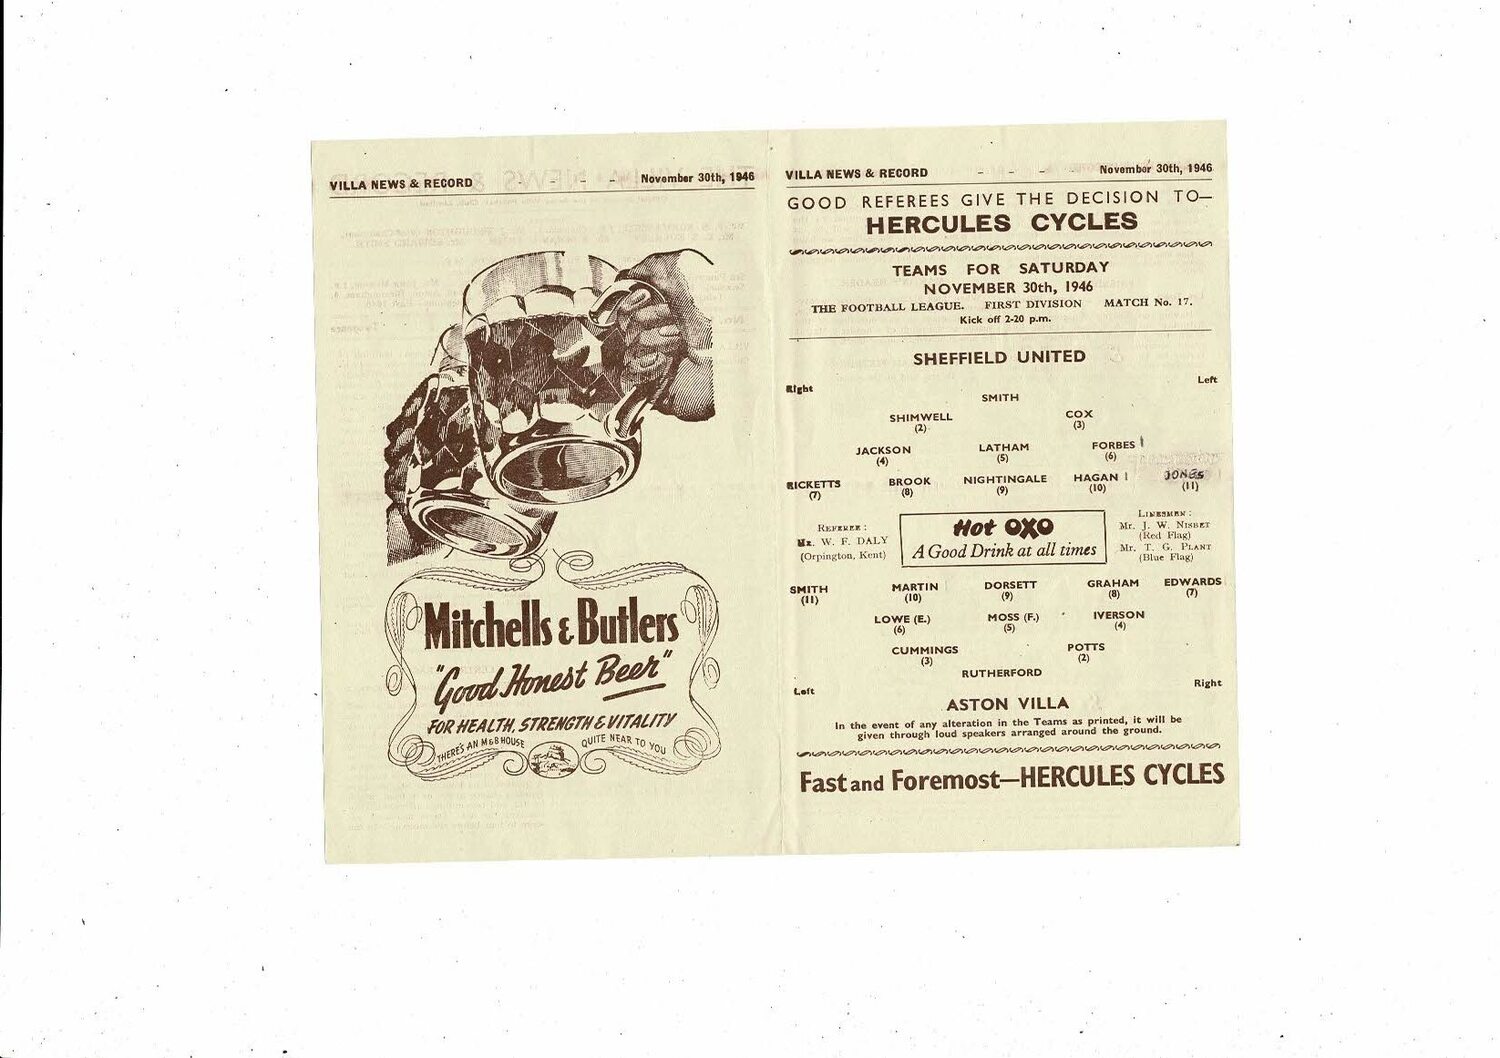 VILLA NEWS & RECORD - - - - November 30th, 1946
Mitchells & Butlers
"Good Honest Beer"
FOR HEALTH, STRENGTH & VITALITY
THERE'S AN M&B HOUSE QUITE NEAR TO YOU
VILLA NEWS & RECORD - - - - November 30th, 1946
GOOD REFEREES GIVE THE DECISION TO—
HERCULES CYCLES
TEAMS FOR SATURDAY
NOVEMBER 30th, 1946
THE FOOTBALL LEAGUE. FIRST DIVISION MATCH No. 17.
Kick off 2-20 p.m.
SHEFFIELD UNITED
Right Left
SMITH
SHIMWELL COX
(2) (3)
JACKSON LATHAM FORBES
(4) (5) (6)
RICKETTS BROOK NIGHTINGALE HAGAN JONES
(7) (8) (9) (10) (11)
REFEREE :
Mr. W. F. DALY
(Orpington, Kent)
Hot OXO
A Good Drink at all times
LINESMEN :
Mr. J. W. NISBET
(Red Flag)
Mr. T. G. PLANT
(Blue Flag)
SMITH MARTIN DORSETT GRAHAM EDWARDS
(11) (10) (9) (8) (7)
LOWE (E.) MOSS (F.) IVERSON
(6) (5) (4)
CUMMINGS POTTS
(3) (2)
RUTHERFORD
Left Right
ASTON VILLA
In the event of any alteration in the Teams as printed, it will be
given through loud speakers arranged around the ground.
Fast and Foremost—HERCULES CYCLES